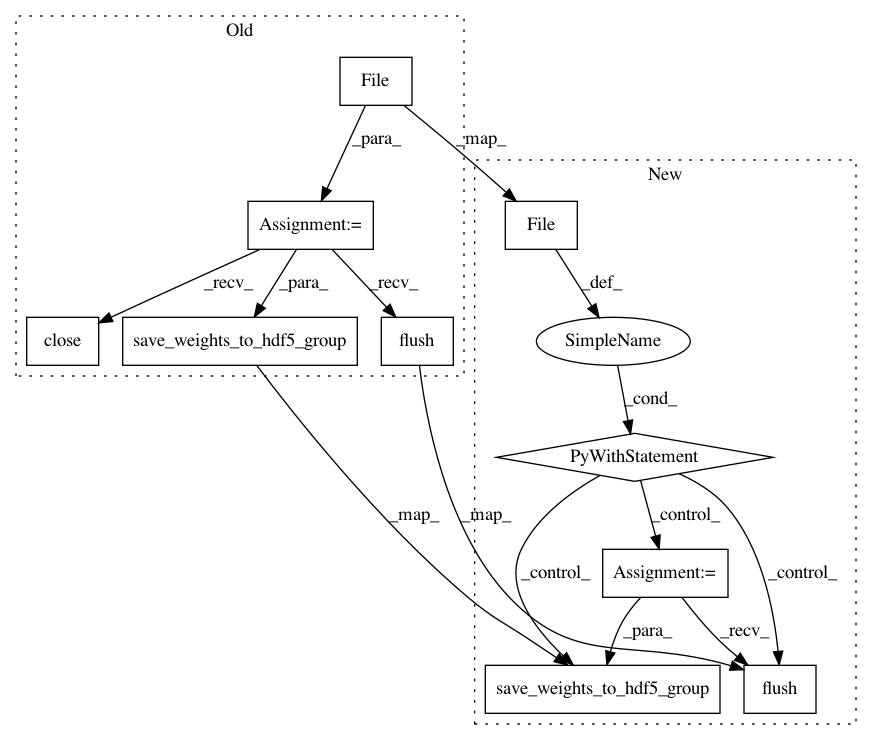 Old
File
_para_
_map_
New
Assignment:=
File
_recv_
_para_
_recv_
_def_
close
save_weights_to_hdf5_group
flush
SimpleName
_cond_
PyWithStatement
_map_
_map_
_control_
_control_
_control_
Assignment:=
_para_
_recv_
save_weights_to_hdf5_group
flush